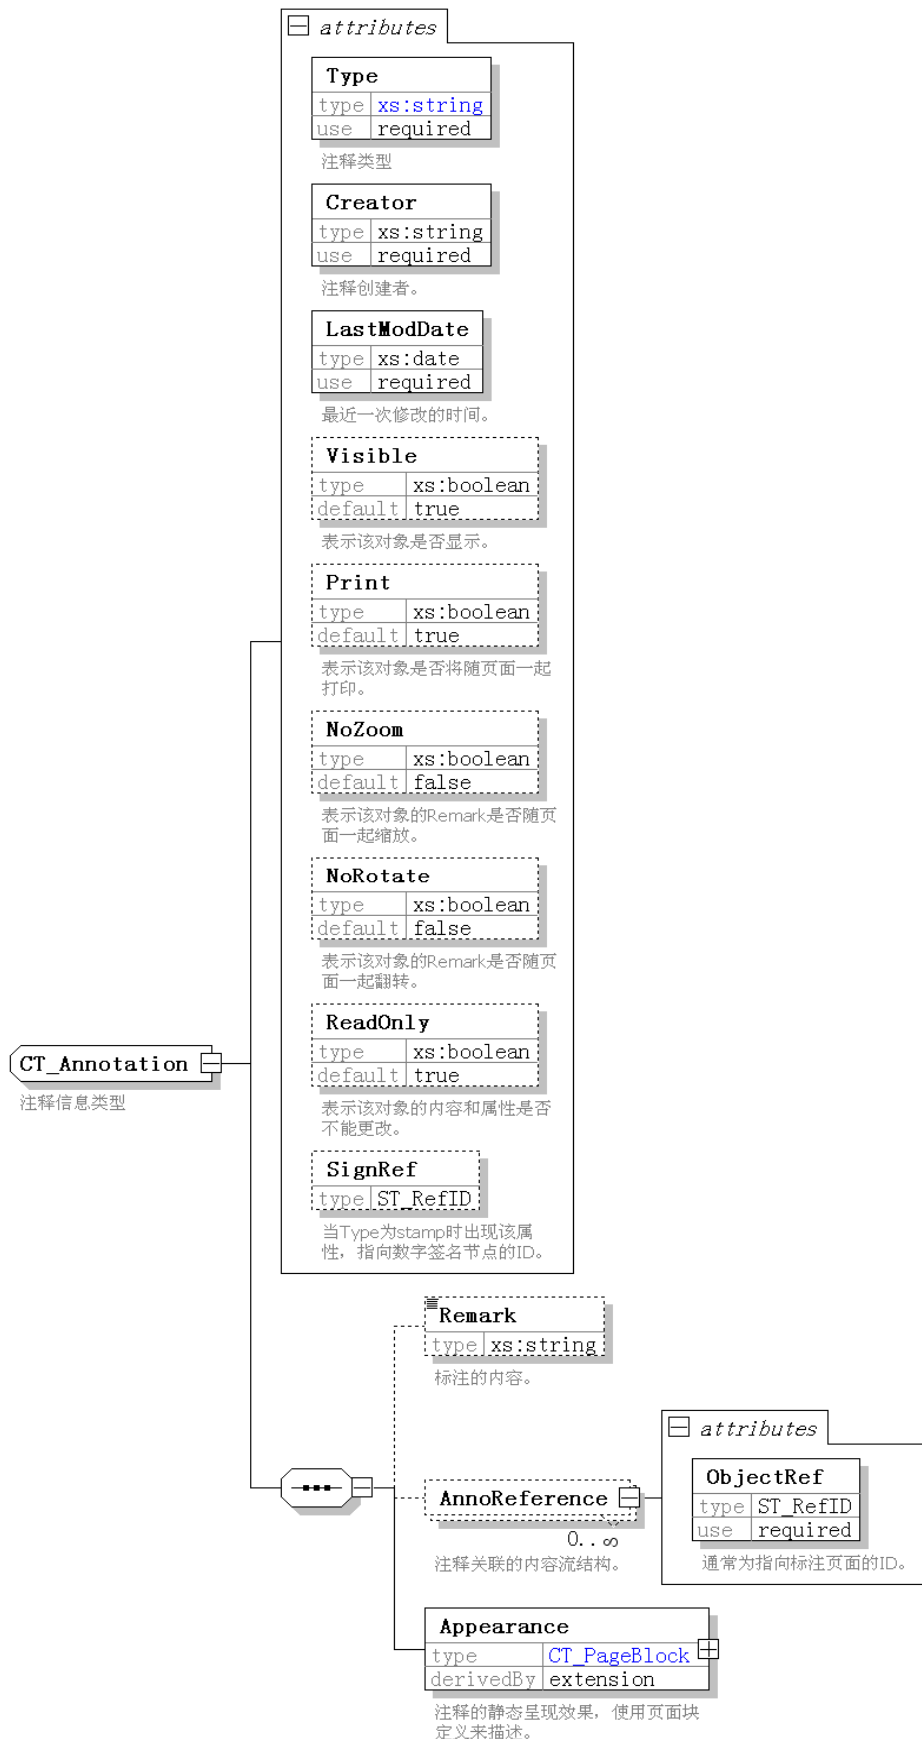 attributes
Type
type xs:string
use required
注释类型
Creator
type xs:string
use required
注释创建者。
LastModDate
type xs:date
use required
最近一次修改的时间。
Visible
type xs:boolean
default true
表示该对象是否显示。
Print
type xs:boolean
default true
表示该对象是否将随页面一起
打印。
NoZoom
type xs:boolean
default false
表示该对象的Remark是否随页
面一起缩放。
NoRotate
type xs:boolean
default false
表示该对象的Remark是否随页
面一起翻转。
ReadOnly
type xs:boolean
default true
表示该对象的内容和属性是否
不能更改。
SignRef
type ST_RefID
当Type为stamp时出现该属
性，指向数字签名节点的ID。
CT_Annotation
注释信息类型
Remark
type xs:string
标注的内容。
AnnoReference
0..∞
注释关联的内容流结构。
attributes
ObjectRef
type ST_RefID
use required
通常为指向标注页面的ID。
Appearance
type CT_PageBlock
derivedBy extension
注释的静态呈现效果，使用页面块
定义来描述。